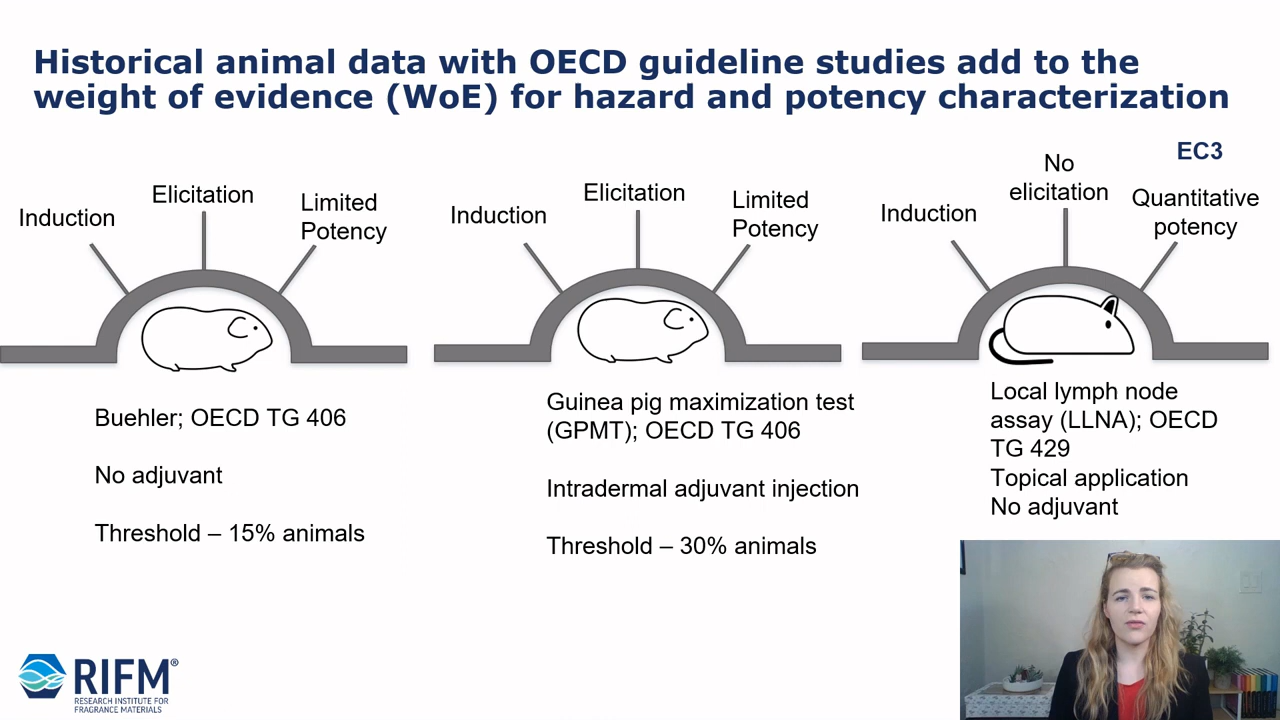 Historical animal data with OECD guideline studies add to the
weight of evidence (WoE) for hazard and potency characterization
Induction
Elicitation
Limited
Potency
Buehler; OECD TG 406
No adjuvant
Threshold – 15% animals
Induction
Elicitation
Limited
Potency
Guinea pig maximization test
(GPMT); OECD TG 406
Intradermal adjuvant injection
Threshold – 30% animals
Induction
No
elicitation
EC3
Quantitative
potency
Local lymph node
assay (LLNA); OECD
TG 429
Topical application
No adjuvant
RIFM®
RESEARCH INSTITUTE FOR
FRAGRANCE MATERIALS